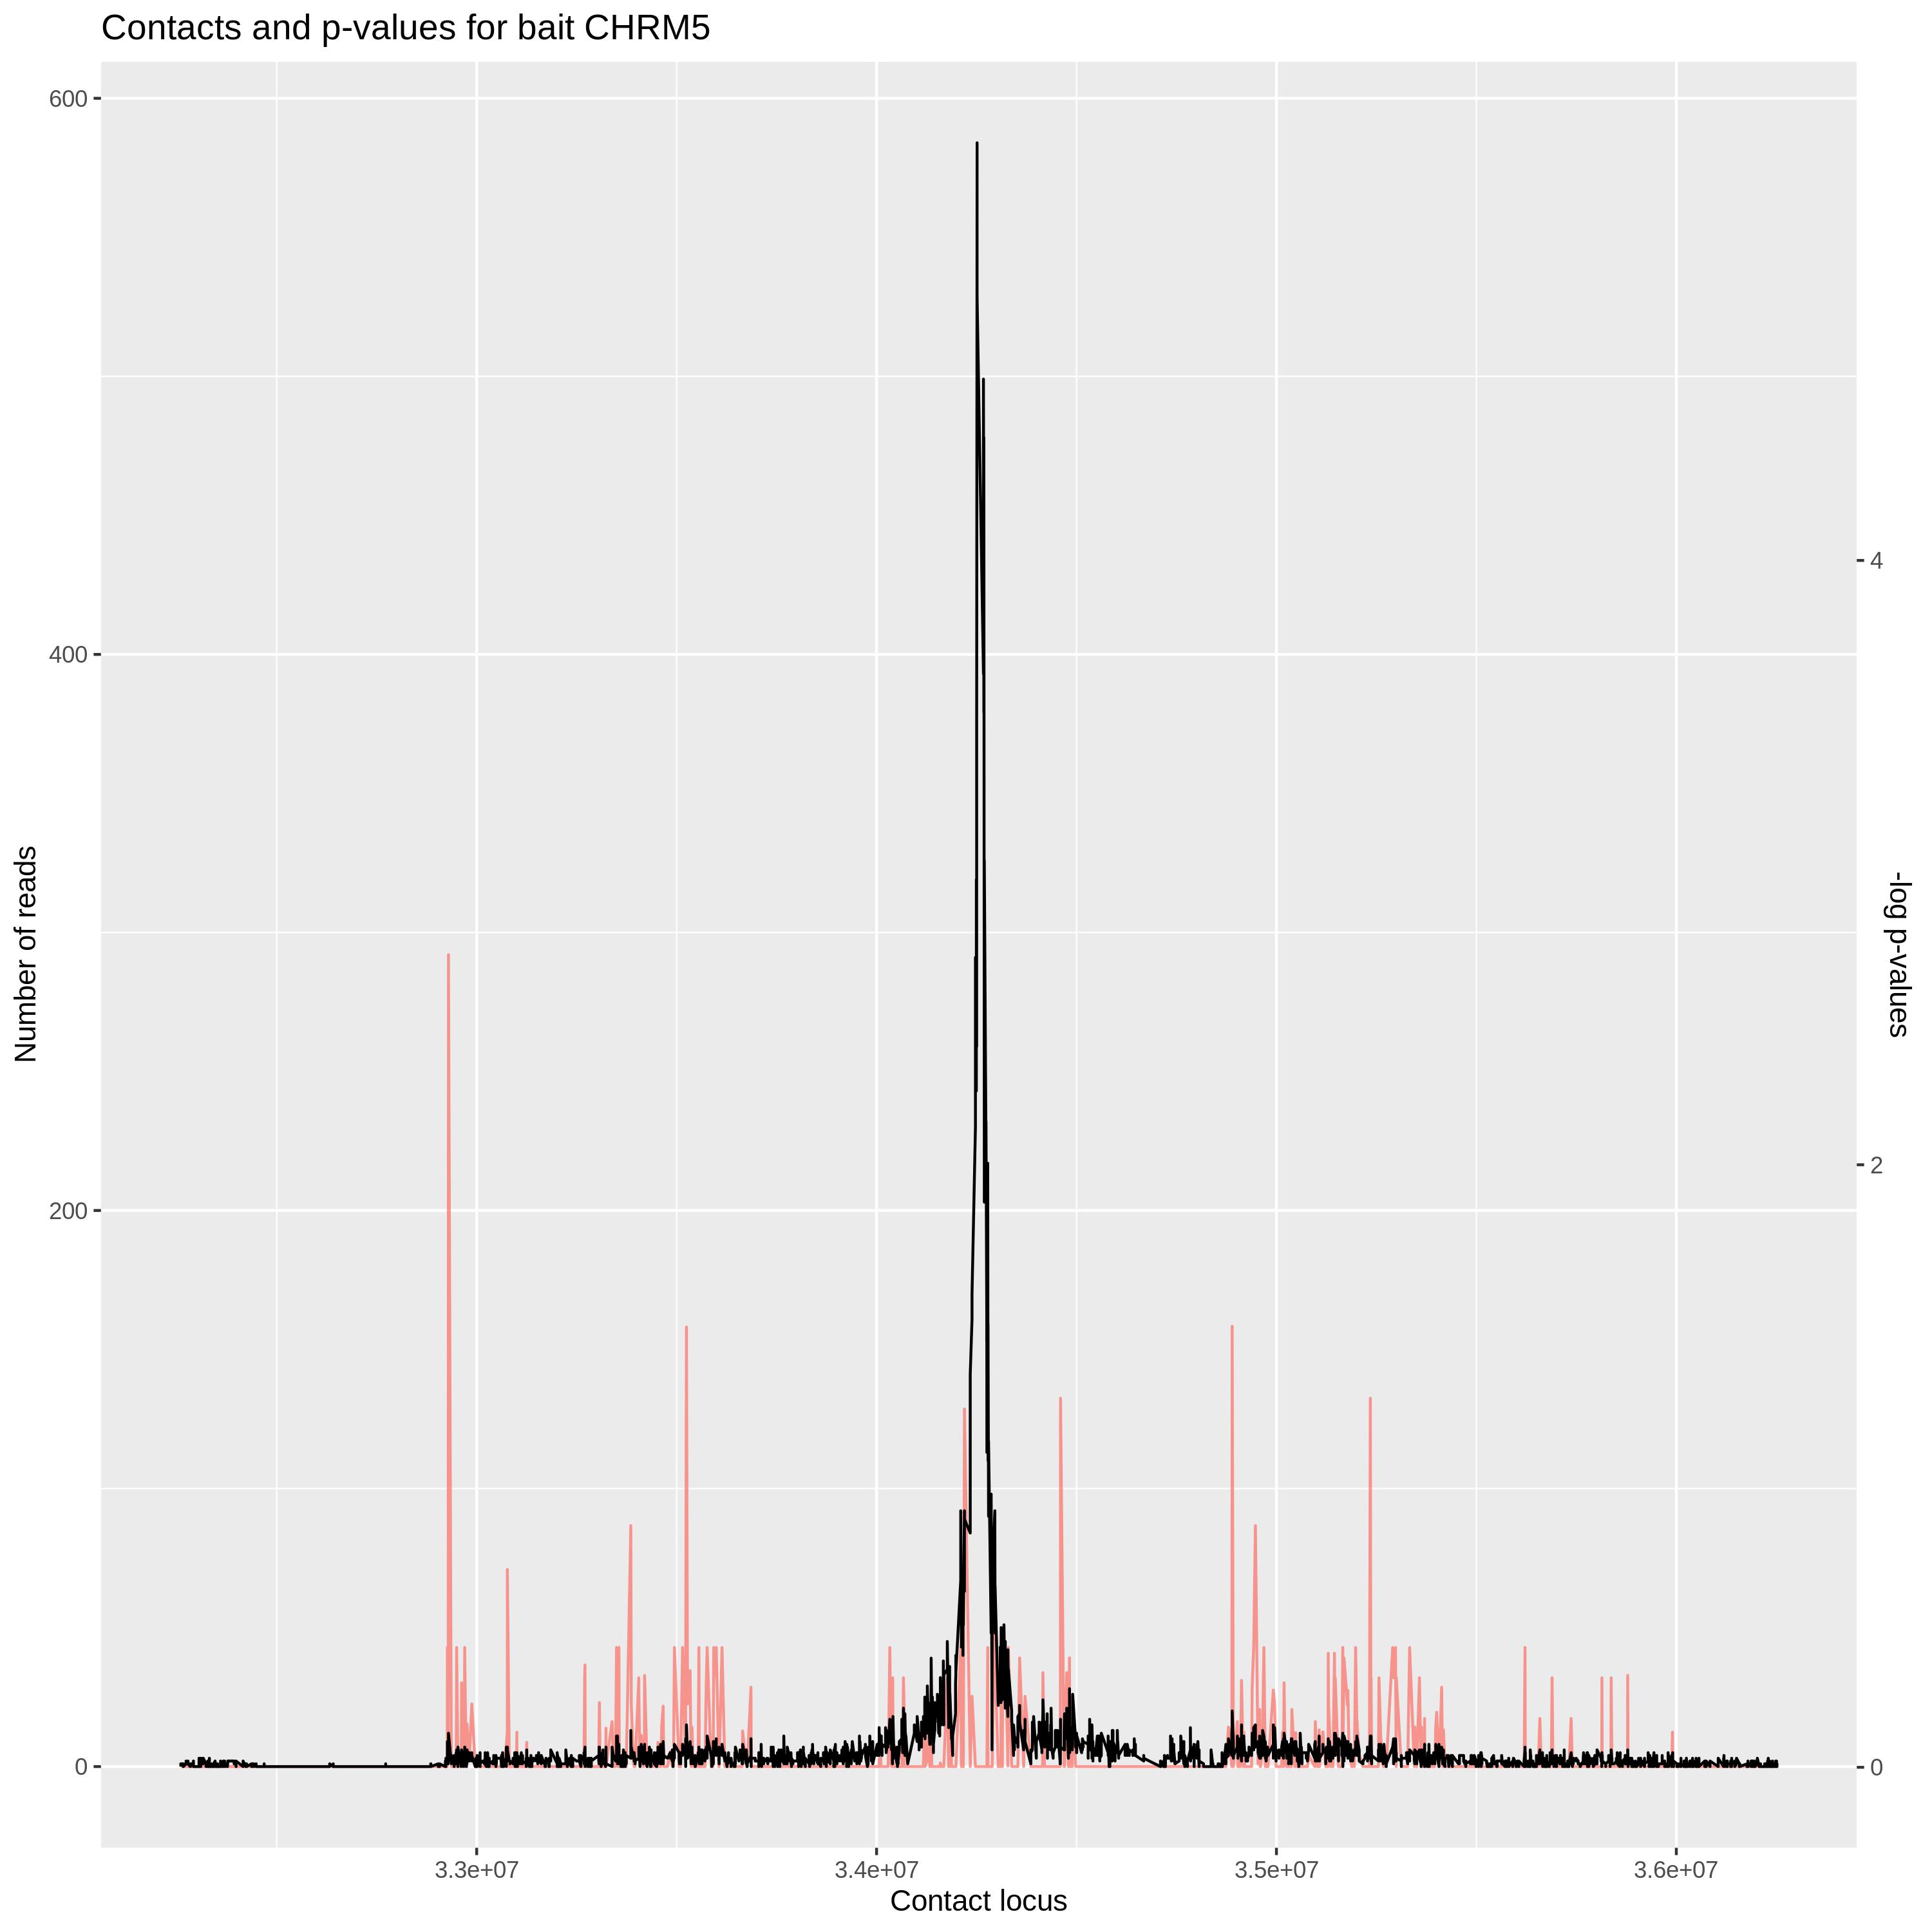 Contacts and p-values for bait CHRM5
600
400
200
0
Number of reads
4
2
0
-log p-values
3.3e+07 3.4e+07 3.5e+07 3.6e+07
Contact locus